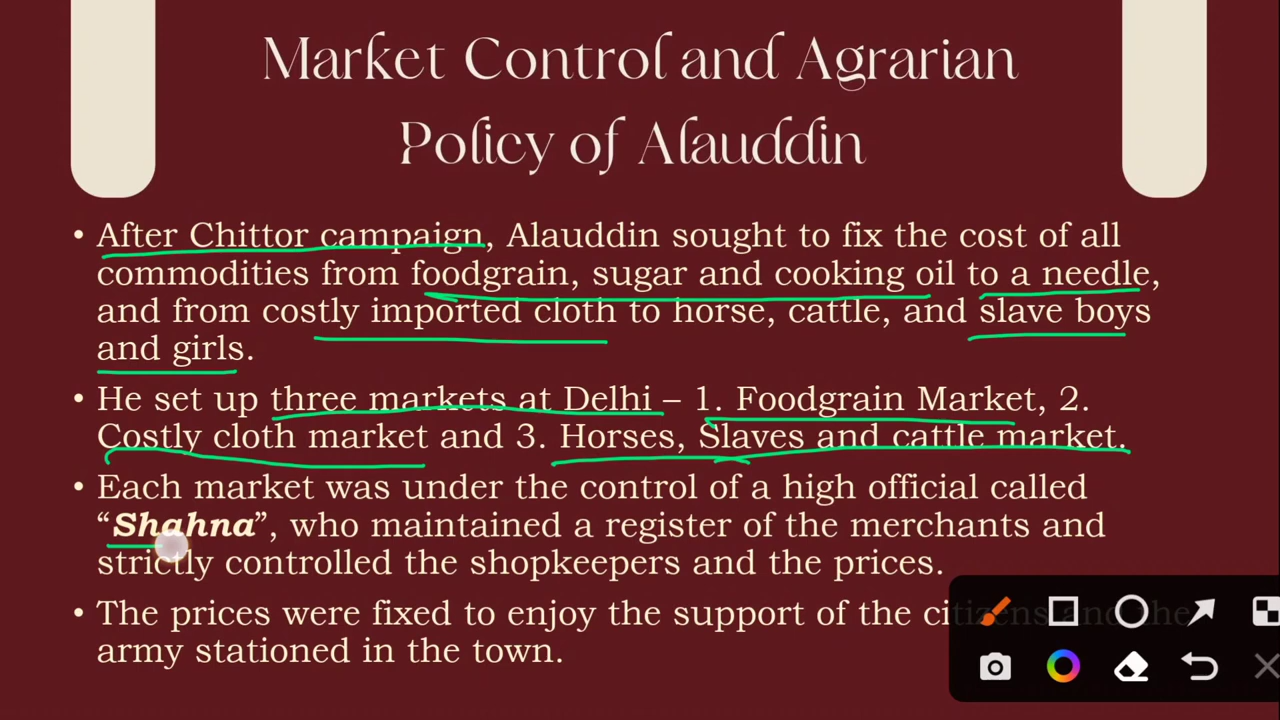 Market Control and Agrarian
Policy of Alauddin
• After Chittor campaign, Alauddin sought to fix the cost of all
commodities from foodgrain, sugar and cooking oil to a needle,
and from costly imported cloth to horse, cattle, and slave boys
and girls.
• He set up three markets at Delhi – 1. Foodgrain Market, 2.
Costly cloth market and 3. Horses, Slaves and cattle market.
• Each market was under the control of a high official called
“Shahna”, who maintained a register of the merchants and
strictly controlled the shopkeepers and the prices.
• The prices were fixed to enjoy the support of the citizens and the
army stationed in the town.